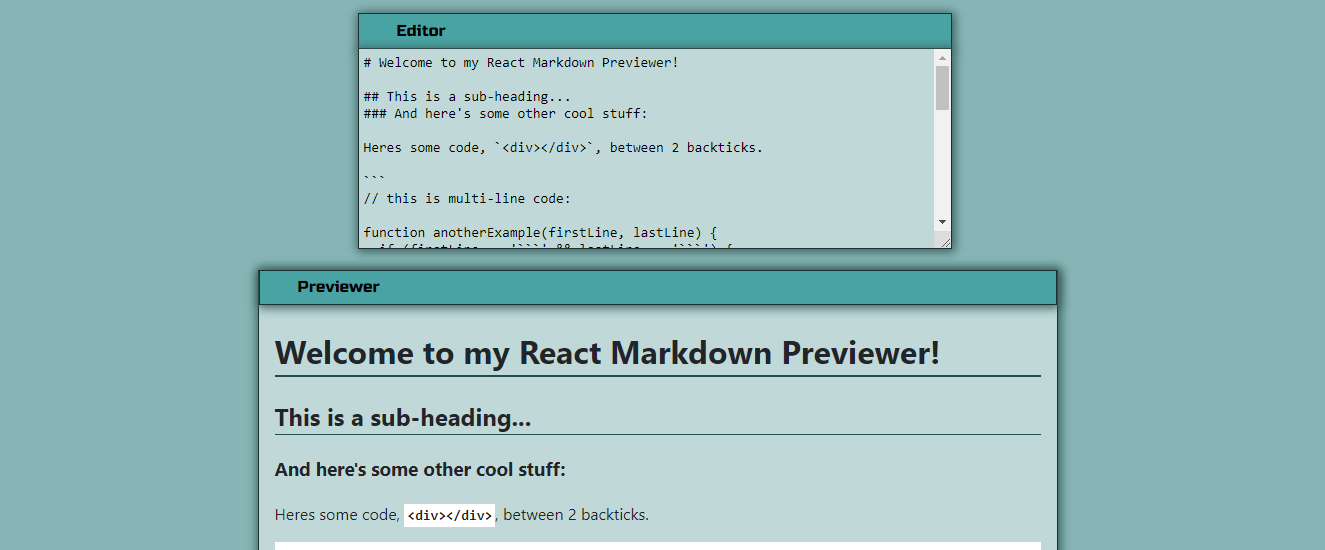 Editor
# Welcome to my React Markdown Previewer!
## This is a sub-heading...
### And here's some other cool stuff:
Heres some code, `<div></div>`, between 2 backticks.
```
// this is multi-line code:
function anotherExample(firstLine, lastLine) {
if (firstLine '```' && lastLine '```') {
Previewer
Welcome to my React Markdown Previewer!
This is a sub-heading...
And here's some other cool stuff:
Heres some code, <div></div>, between 2 backticks.